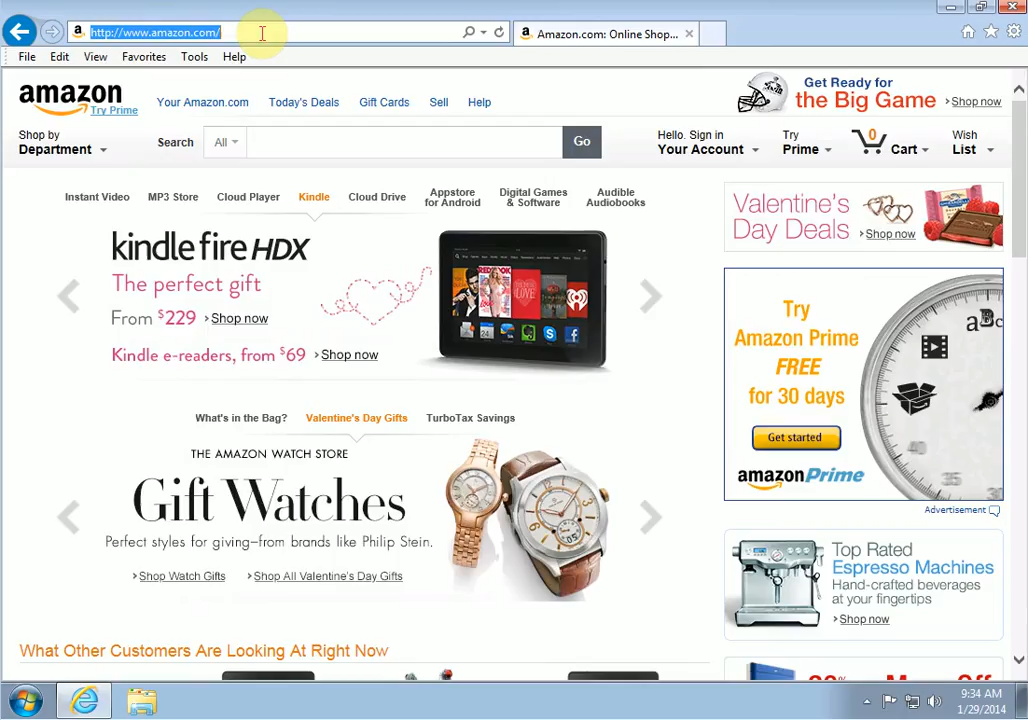 http://www.amazon.com/
Amazon.com: Online Shop...
File Edit View Favorites Tools Help
amazon
Try Prime
Your Amazon.com Today's Deals Gift Cards Sell Help
Get Ready for
the Big Game
Shop now
Shop by
Department
Search All Go
Hello. Sign in
Your Account
Try
Prime
0
Cart
Wish
List
Instant Video MP3 Store Cloud Player Kindle Cloud Drive
Appstore
for Android
Digital Games
& Software
Audible
Audiobooks
kindle fire HDX
The perfect gift
From $229 Shop now
Kindle e-readers, from $69 Shop now
REDBOOK
LOVE
Valentine's
Day Deals
Shop now
Try
Amazon Prime
FREE
for 30 days
Get started
amazonPrime
45
35
Advertisement
What's in the Bag? Valentine's Day Gifts TurboTax Savings
THE AMAZON WATCH STORE
Gift Watches
Perfect styles for giving–from brands like Philip Stein.
Shop Watch Gifts Shop All Valentine's Day Gifts
Top Rated
Espresso Machines
Hand-crafted beverages
at your fingertips
Shop now
What Other Customers Are Looking At Right Now
9:34 AM
1/29/2014